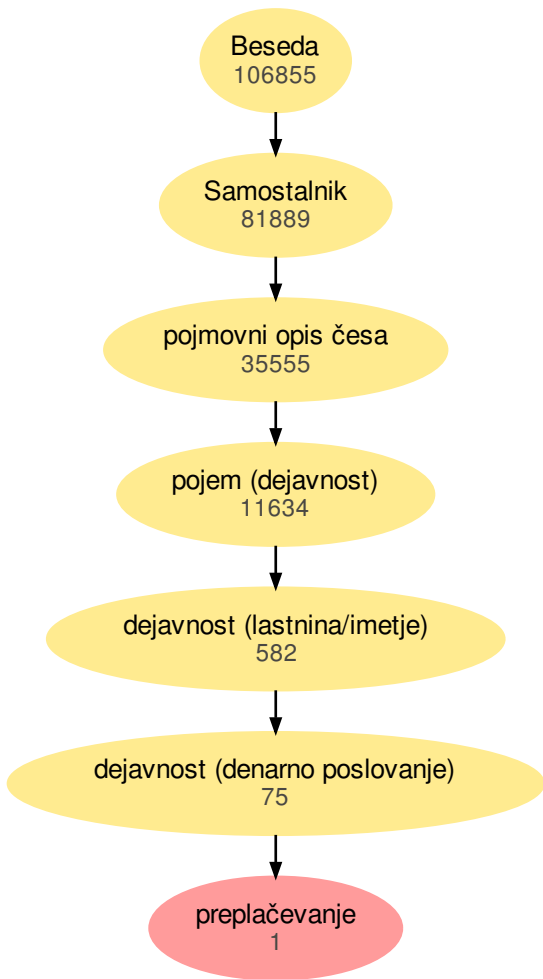 Beseda
106855
Samostalnik
81889
pojmovni opis česa
35555
pojem (dejavnost)
11634
dejavnost (lastnina/imetje)
582
dejavnost (denarno poslovanje)
75
preplačevanje
1